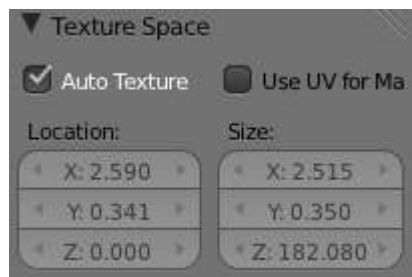 Texture Space
Auto Texture
Use UV for Ma
Location:
Size:
X: 2.590
X: 2.515
Y: 0.341
Y: 0.350
Z: 0.000
Z: 182.080